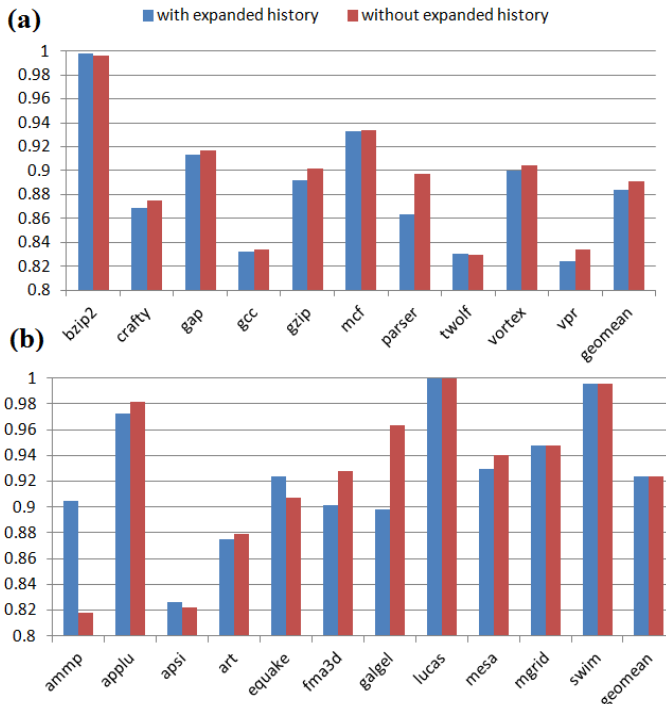 (a)
with expanded history
without expanded history
1
0.98
0.96
0.94
0.92
0.9
0.88
0.86
0.84
0.82
0.8
bzip2
crafty
gap
gcc
gzip
mcf
parser
twolf
vortex
vpr
geomean
(b)
1
0.98
0.96
0.94
0.92
0.9
0.88
0.86
0.84
0.82
0.8
ammp
applu
apsi
art
equake
fma3d
galgel
lucas
mesa
mgrid
swim
geomean